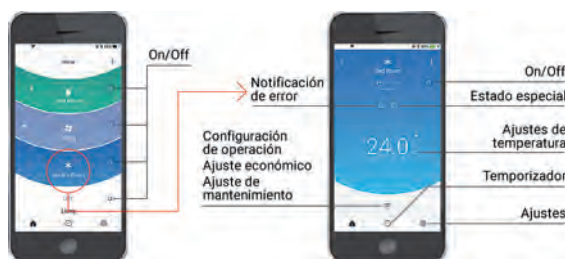 On/Off
Notificación
de error
Configuración
de operación
Ajuste económico
Ajuste de
mantenimiento
24.0°
On/Off
Estado especial
Ajustes de
temperatura
Temporizador
Ajustes